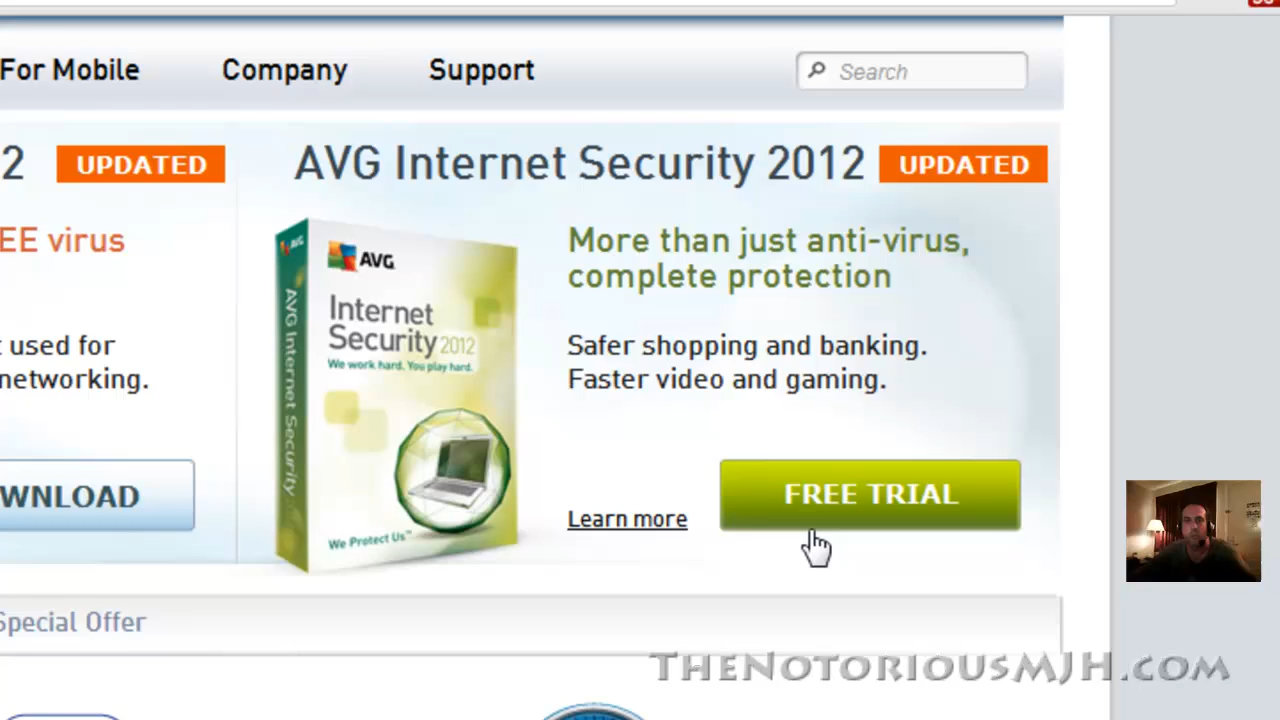 For Mobile
Company
Support
Search
2
UPDATED
AVG Internet Security 2012
UPDATED
EE virus
used for
networking.
WNLOAD
AVG
AVG Internet Security
AVG
Internet
Security 2012
We work hard. You play hard.
We Protect Us™
More than just anti-virus,
complete protection
Safer shopping and banking.
Faster video and gaming.
Learn more
FREE TRIAL
Special Offer
TheNotoriousMJH.com